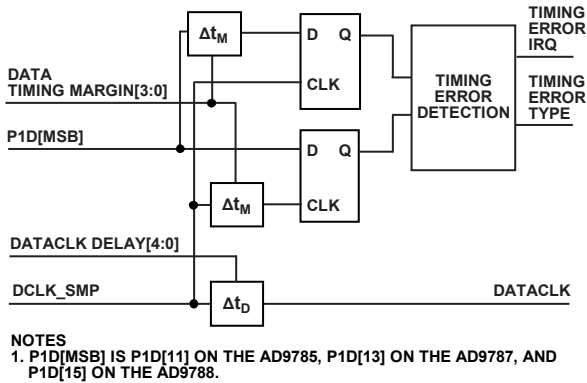 TIMING
ERROR
IRQ
Δt_M
D Q
CLK
DATA
TIMING MARGIN[3:0]
TIMING
ERROR
DETECTION
TIMING
ERROR
TYPE
P1D[MSB]
D Q
CLK
Δt_M
DATACLK DELAY[4:0]
DCLK_SMP
Δt_D
DATACLK
NOTES
1. P1D[MSB] IS P1D[11] ON THE AD9785, P1D[13] ON THE AD9787, AND
P1D[15] ON THE AD9788.